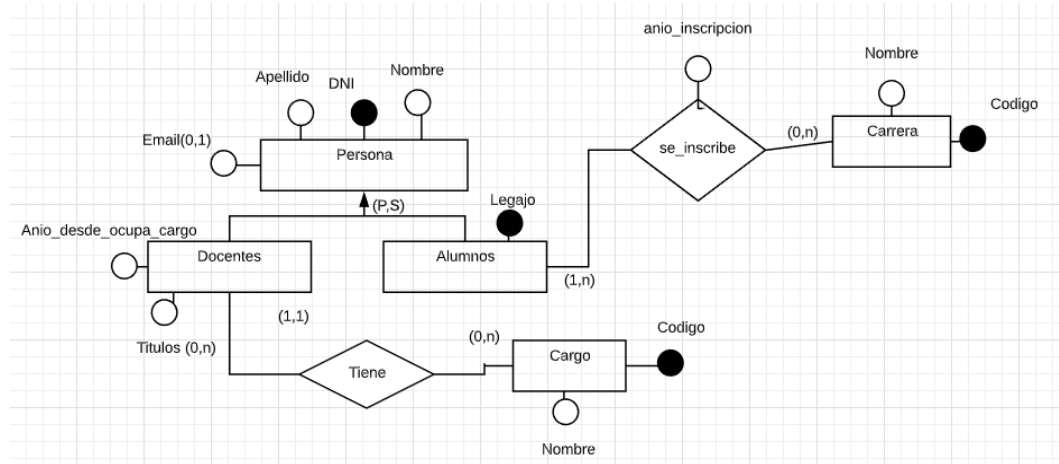 anio_inscripcion
Nombre
Apellido
DNI
Nombre
Codigo
Carrera
(0,n)
se_inscribe
Email(0,1)
Persona
(P,S)
Legajo
Anio_desde_ocupa_cargo
Docentes
Alumnos
(1,n)
(1,1)
Titulos (0,n)
(0,n)
Codigo
Cargo
Tiene
Nombre